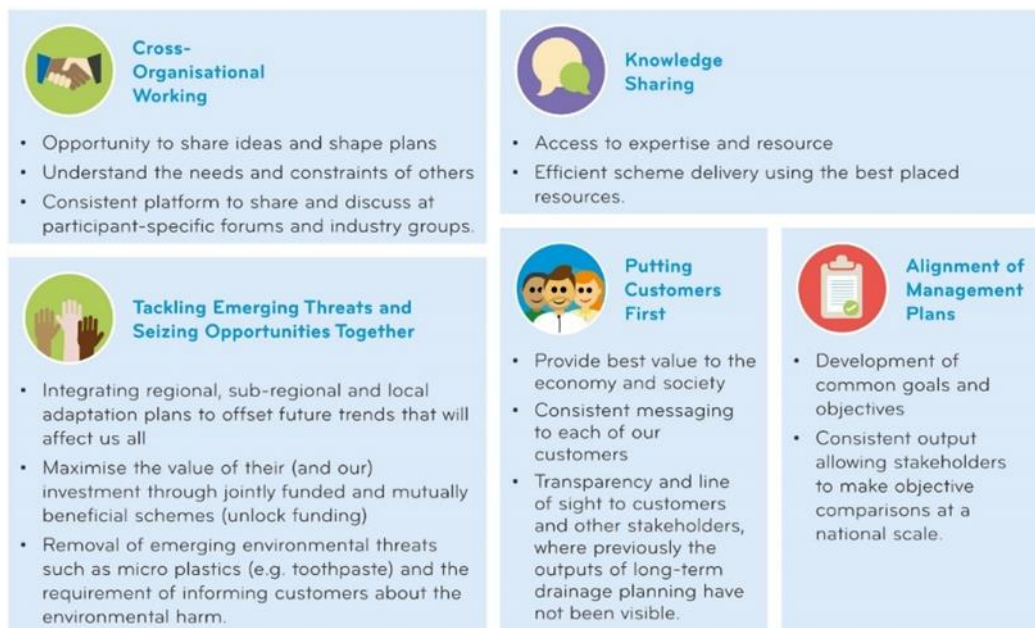 Cross-
Organisational
Working
• Opportunity to share ideas and shape plans
• Understand the needs and constraints of others
• Consistent platform to share and discuss at
participant-specific forums and industry groups.
Knowledge
Sharing
• Access to expertise and resource
• Efficient scheme delivery using the best placed
resources.
Tackling Emerging Threats and
Seizing Opportunities Together
• Integrating regional, sub-regional and local
adaptation plans to offset future trends that will
affect us all
• Maximise the value of their (and our)
investment through jointly funded and mutually
beneficial schemes (unlock funding)
• Removal of emerging environmental threats
such as micro plastics (e.g. toothpaste) and the
requirement of informing customers about the
environmental harm.
Putting
Customers
First
• Provide best value to the
economy and society
• Consistent messaging
to each of our
customers
• Transparency and line
of sight to customers
and other stakeholders,
where previously the
outputs of long-term
drainage planning have
not been visible.
Alignment of
Management
Plans
• Development of
common goals and
objectives
• Consistent output
allowing stakeholders
to make objective
comparisons at a
national scale.